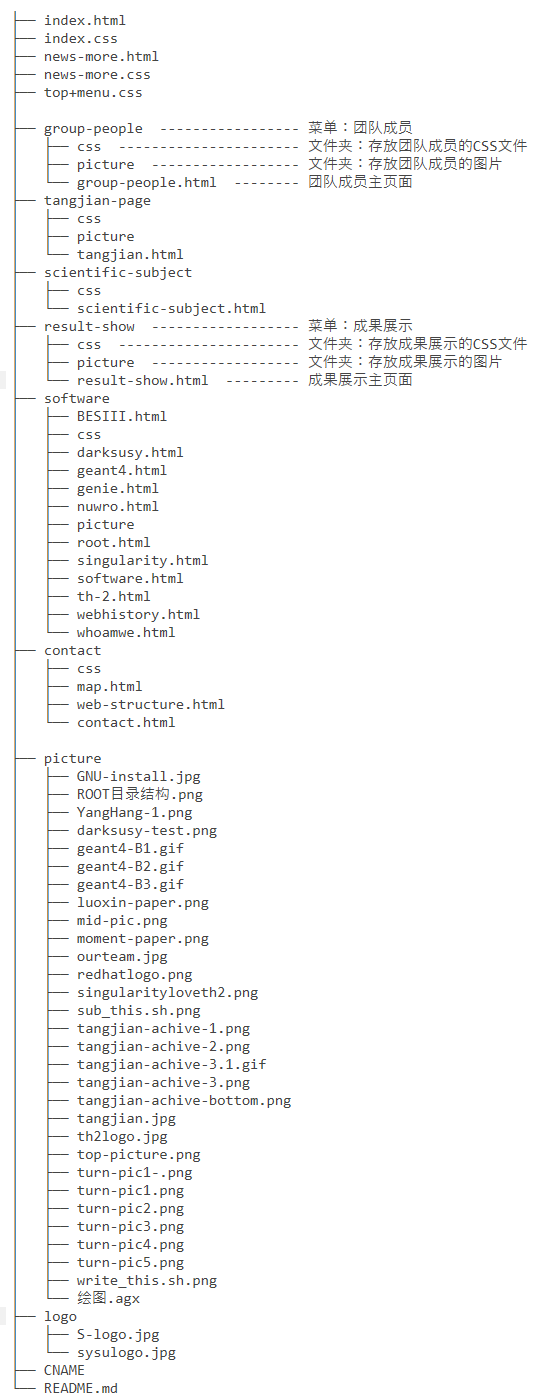 ├── index.html
├── index.css
├── news-more.html
├── news-more.css
├── top+menu.css
├── group-people ----------------- 菜单：团队成员
│   ├── css ---------------------- 文件夹：存放团队成员的CSS文件
│   ├── picture ------------------ 文件夹：存放团队成员的图片
│   └── group-people.html -------- 团队成员主页面
├── tangjian-page
│   ├── css
│   ├── picture
│   └── tangjian.html
├── scientific-subject
│   ├── css
│   └── scientific-subject.html
├── result-show ------------------ 菜单：成果展示
│   ├── css ---------------------- 文件夹：存放成果展示的CSS文件
│   ├── picture ------------------ 文件夹：存放成果展示的图片
│   └── result-show.html --------- 成果展示主页面
├── software
│   ├── BESIII.html
│   ├── css
│   ├── darksusy.html
│   ├── geant4.html
│   ├── genie.html
│   ├── nuwro.html
│   ├── picture
│   ├── root.html
│   ├── singularity.html
│   ├── software.html
│   ├── th-2.html
│   ├── webhistory.html
│   └── whoamwe.html
├── contact
│   ├── css
│   ├── map.html
│   ├── web-structure.html
│   └── contact.html
├── picture
│   ├── GNU-install.jpg
│   ├── ROOT目录结构.png
│   ├── YangHang-1.png
│   ├── darksusy-test.png
│   ├── geant4-B1.gif
│   ├── geant4-B2.gif
│   ├── geant4-B3.gif
│   ├── luoxin-paper.png
│   ├── mid-pic.png
│   ├── moment-paper.png
│   ├── ourteam.jpg
│   ├── redhatlogo.png
│   ├── singularityloveth2.png
│   ├── sub_this.sh.png
│   ├── tangjian-achive-1.png
│   ├── tangjian-achive-2.png
│   ├── tangjian-achive-3.1.gif
│   ├── tangjian-achive-3.png
│   ├── tangjian-achive-bottom.png
│   ├── tangjian.jpg
│   ├── th2logo.jpg
│   ├── top-picture.png
│   ├── turn-pic1-.png
│   ├── turn-pic1.png
│   ├── turn-pic2.png
│   ├── turn-pic3.png
│   ├── turn-pic4.png
│   ├── turn-pic5.png
│   ├── write_this.sh.png
│   └── 绘图.agx
├── logo
│   ├── S-logo.jpg
│   └── sysulogo.jpg
├── CNAME
└── README.md